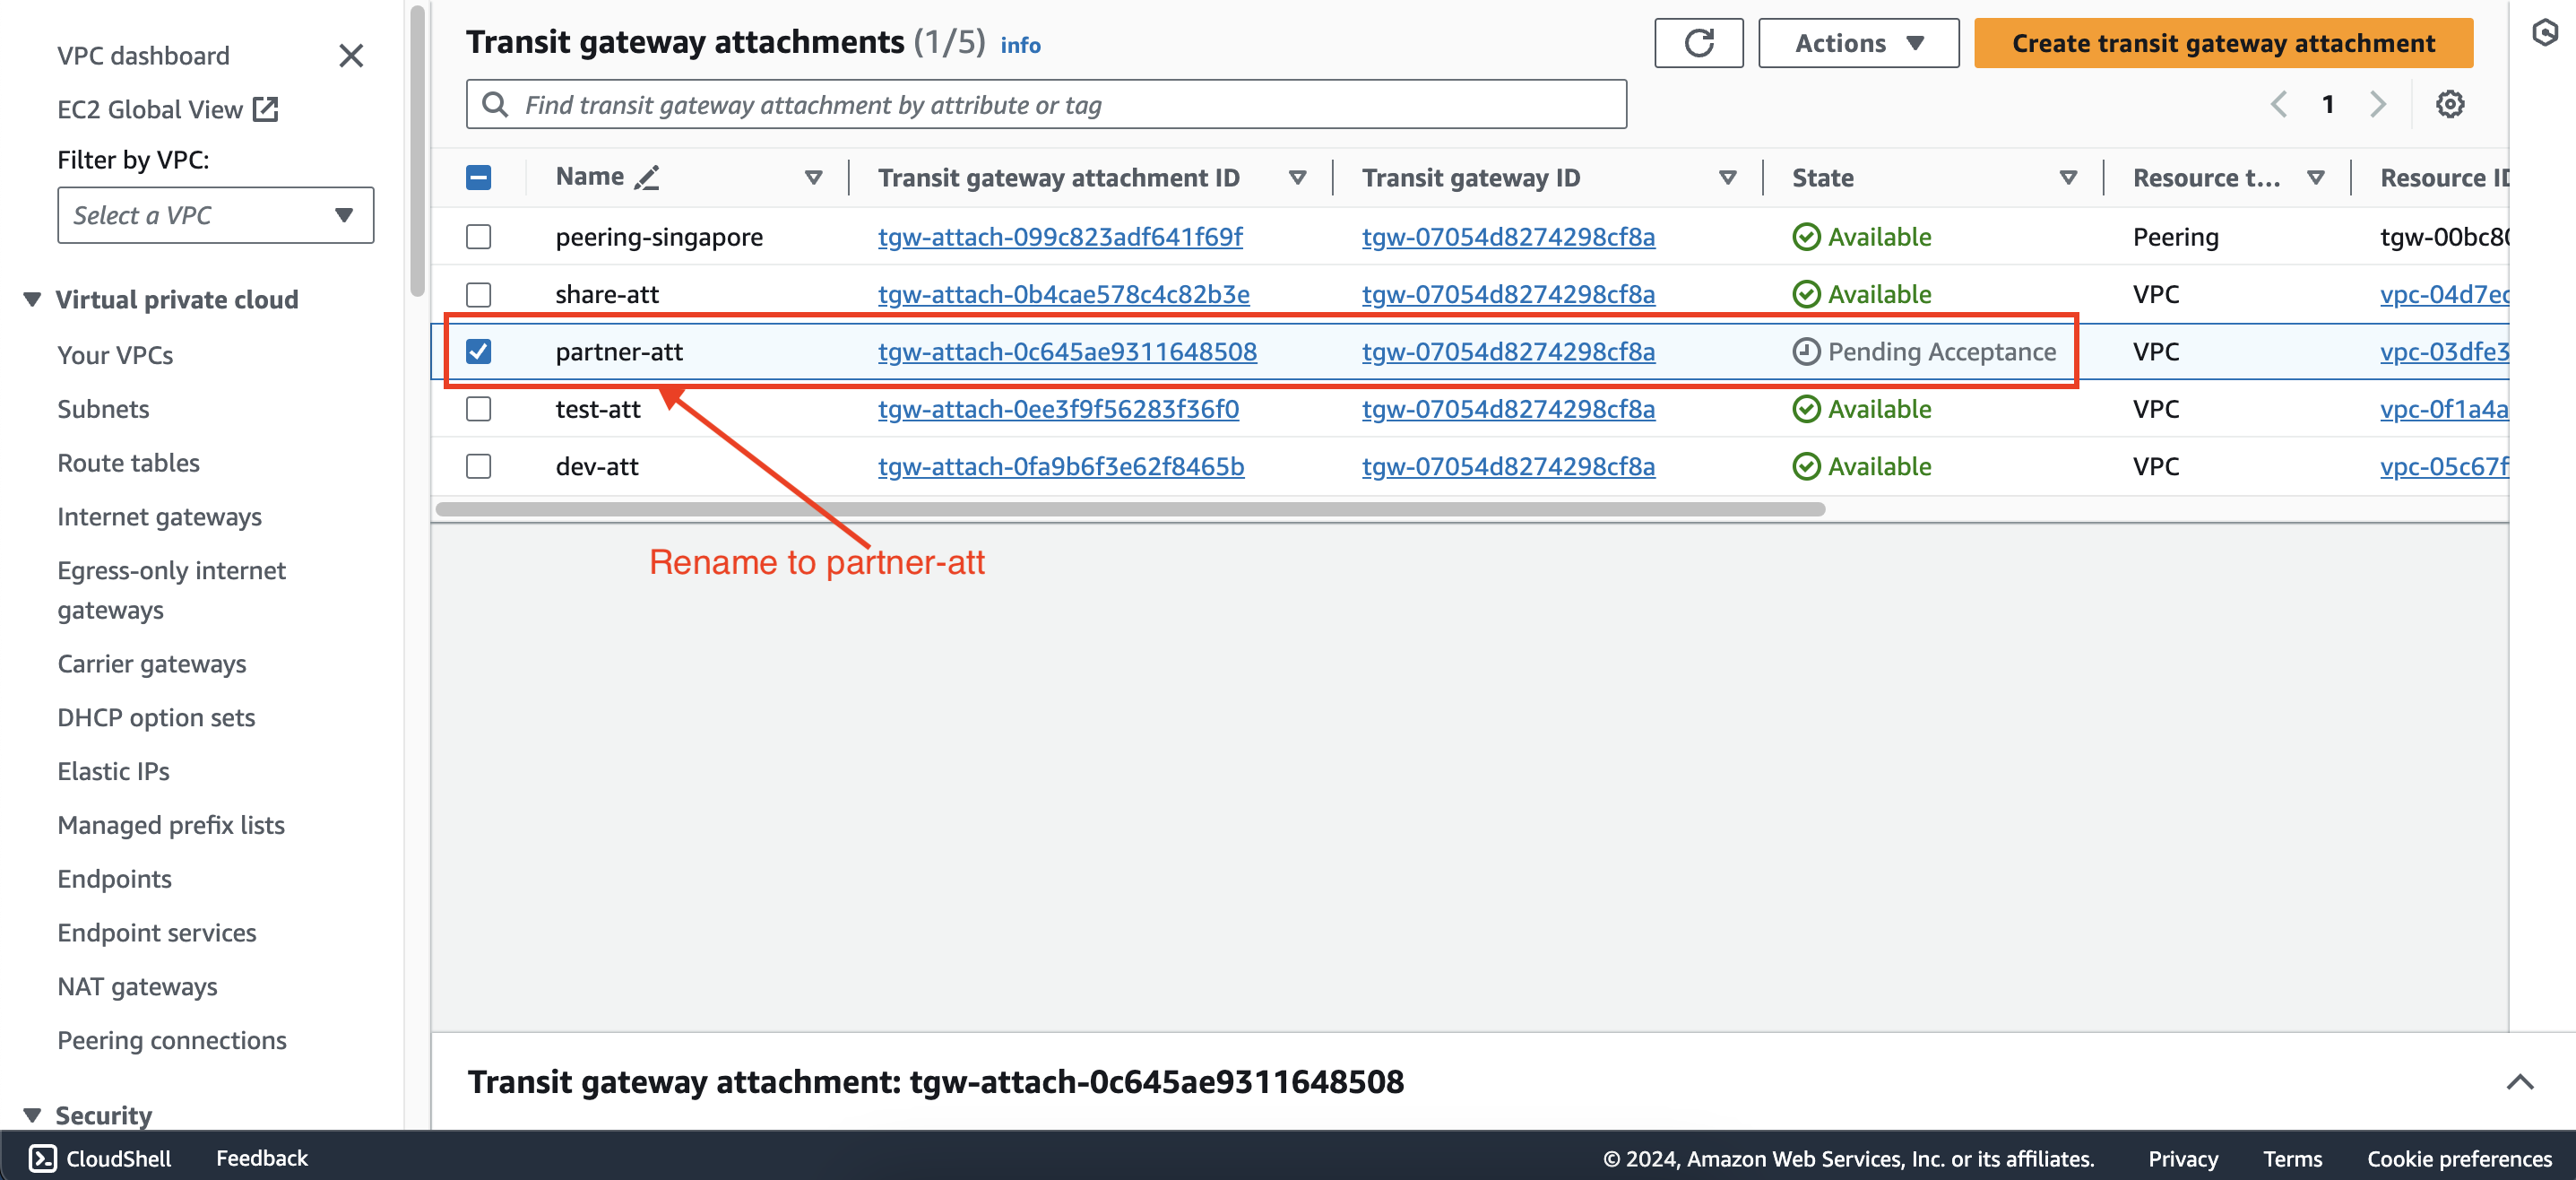 VPC dashboard
EC2 Global View
Filter by VPC:
Select a VPC
Virtual private cloud
Your VPCs
Subnets
Route tables
Internet gateways
Egress-only internet
gateways
Carrier gateways
DHCP option sets
Elastic IPs
Managed prefix lists
Endpoints
Endpoint services
NAT gateways
Peering connections
Security
Transit gateway attachments (1/5) info
Actions
Create transit gateway attachment
Find transit gateway attachment by attribute or tag
1
Name Transit gateway attachment ID Transit gateway ID State Resource t... Resource ID
peering-singapore tgw-attach-099c823adf641f69f tgw-07054d8274298cf8a Available Peering tgw-00bc80
share-att tgw-attach-0b4cae578c4c82b3e tgw-07054d8274298cf8a Available VPC vpc-04d7ec
partner-att tgw-attach-0c645ae9311648508 tgw-07054d8274298cf8a Pending Acceptance VPC vpc-03dfe3
test-att tgw-attach-0ee3f9f56283f36f0 tgw-07054d8274298cf8a Available VPC vpc-0f1a4a
dev-att tgw-attach-0fa9b6f3e62f8465b tgw-07054d8274298cf8a Available VPC vpc-05c67f
Rename to partner-att
Transit gateway attachment: tgw-attach-0c645ae9311648508
CloudShell Feedback © 2024, Amazon Web Services, Inc. or its affiliates. Privacy Terms Cookie preferences